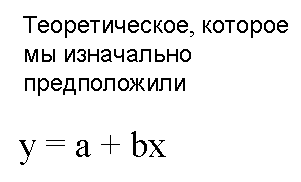 Теоретическое, которое
мы изначально
предположили
y = a + bx